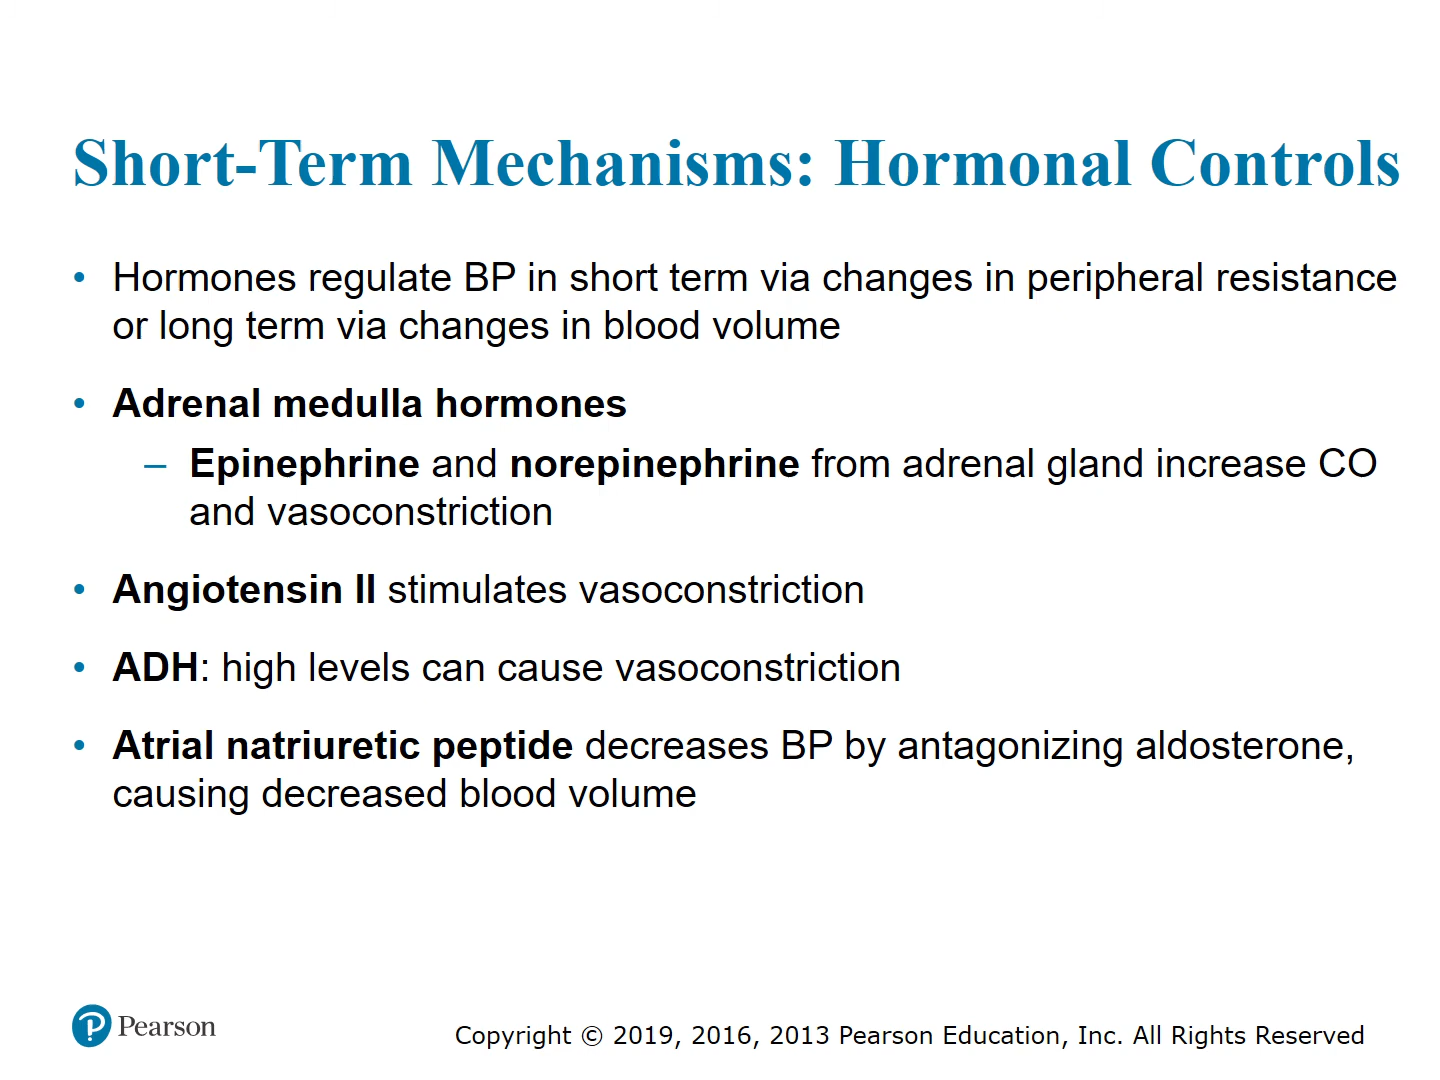 Short-Term Mechanisms: Hormonal Controls
• Hormones regulate BP in short term via changes in peripheral resistance
or long term via changes in blood volume
• Adrenal medulla hormones
– Epinephrine and norepinephrine from adrenal gland increase CO
and vasoconstriction
• Angiotensin II stimulates vasoconstriction
• ADH: high levels can cause vasoconstriction
• Atrial natriuretic peptide decreases BP by antagonizing aldosterone,
causing decreased blood volume
Pearson
Copyright © 2019, 2016, 2013 Pearson Education, Inc. All Rights Reserved